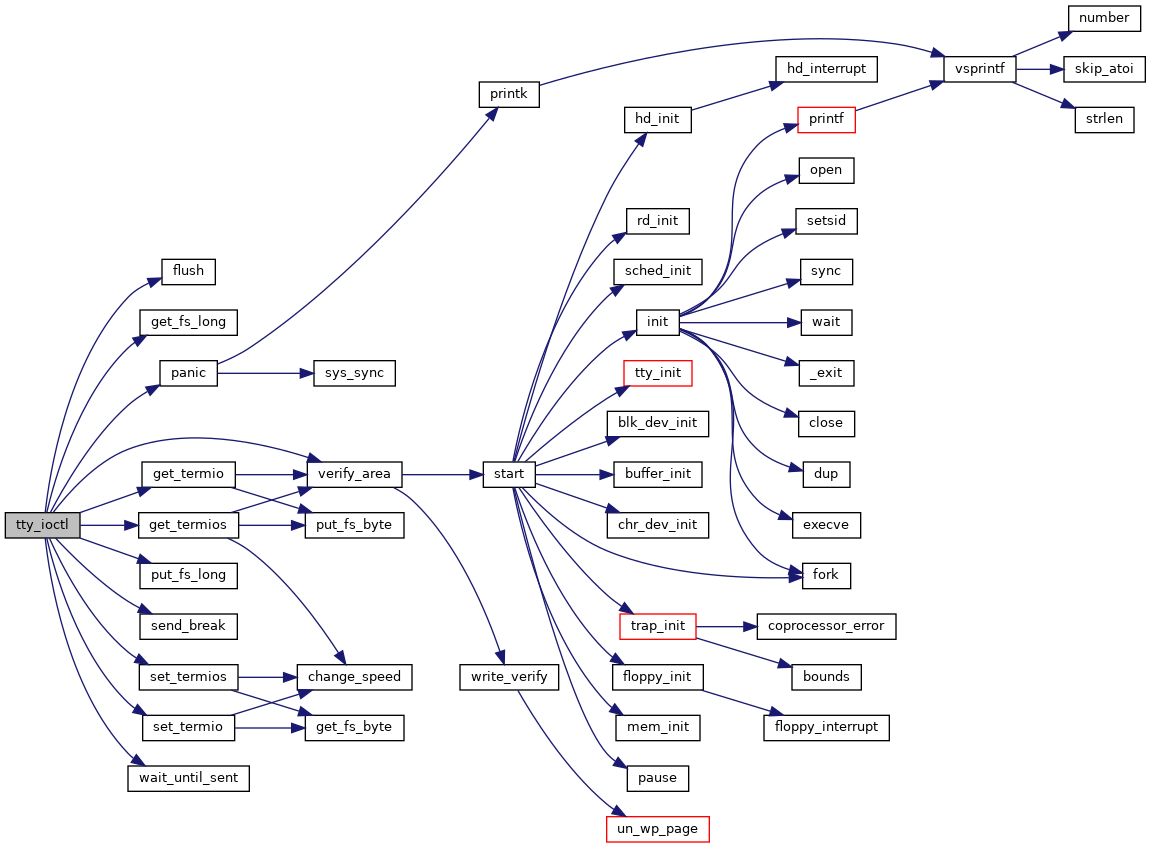 number
hd_interrupt
vsprintf
skip_atoi
printk
hd_init
printf
strlen
open
rd_init
setsid
flush
sched_init
sync
get_fs_long
init
wait
panic
sys_sync
tty_init
_exit
blk_dev_init
close
get_termio
verify_area
start
buffer_init
dup
tty_ioctl
get_termios
put_fs_byte
chr_dev_init
execve
put_fs_long
fork
send_break
trap_init
coprocessor_error
set_termios
change_speed
write_verify
floppy_init
bounds
set_termio
get_fs_byte
mem_init
floppy_interrupt
wait_until_sent
pause
un_wp_page